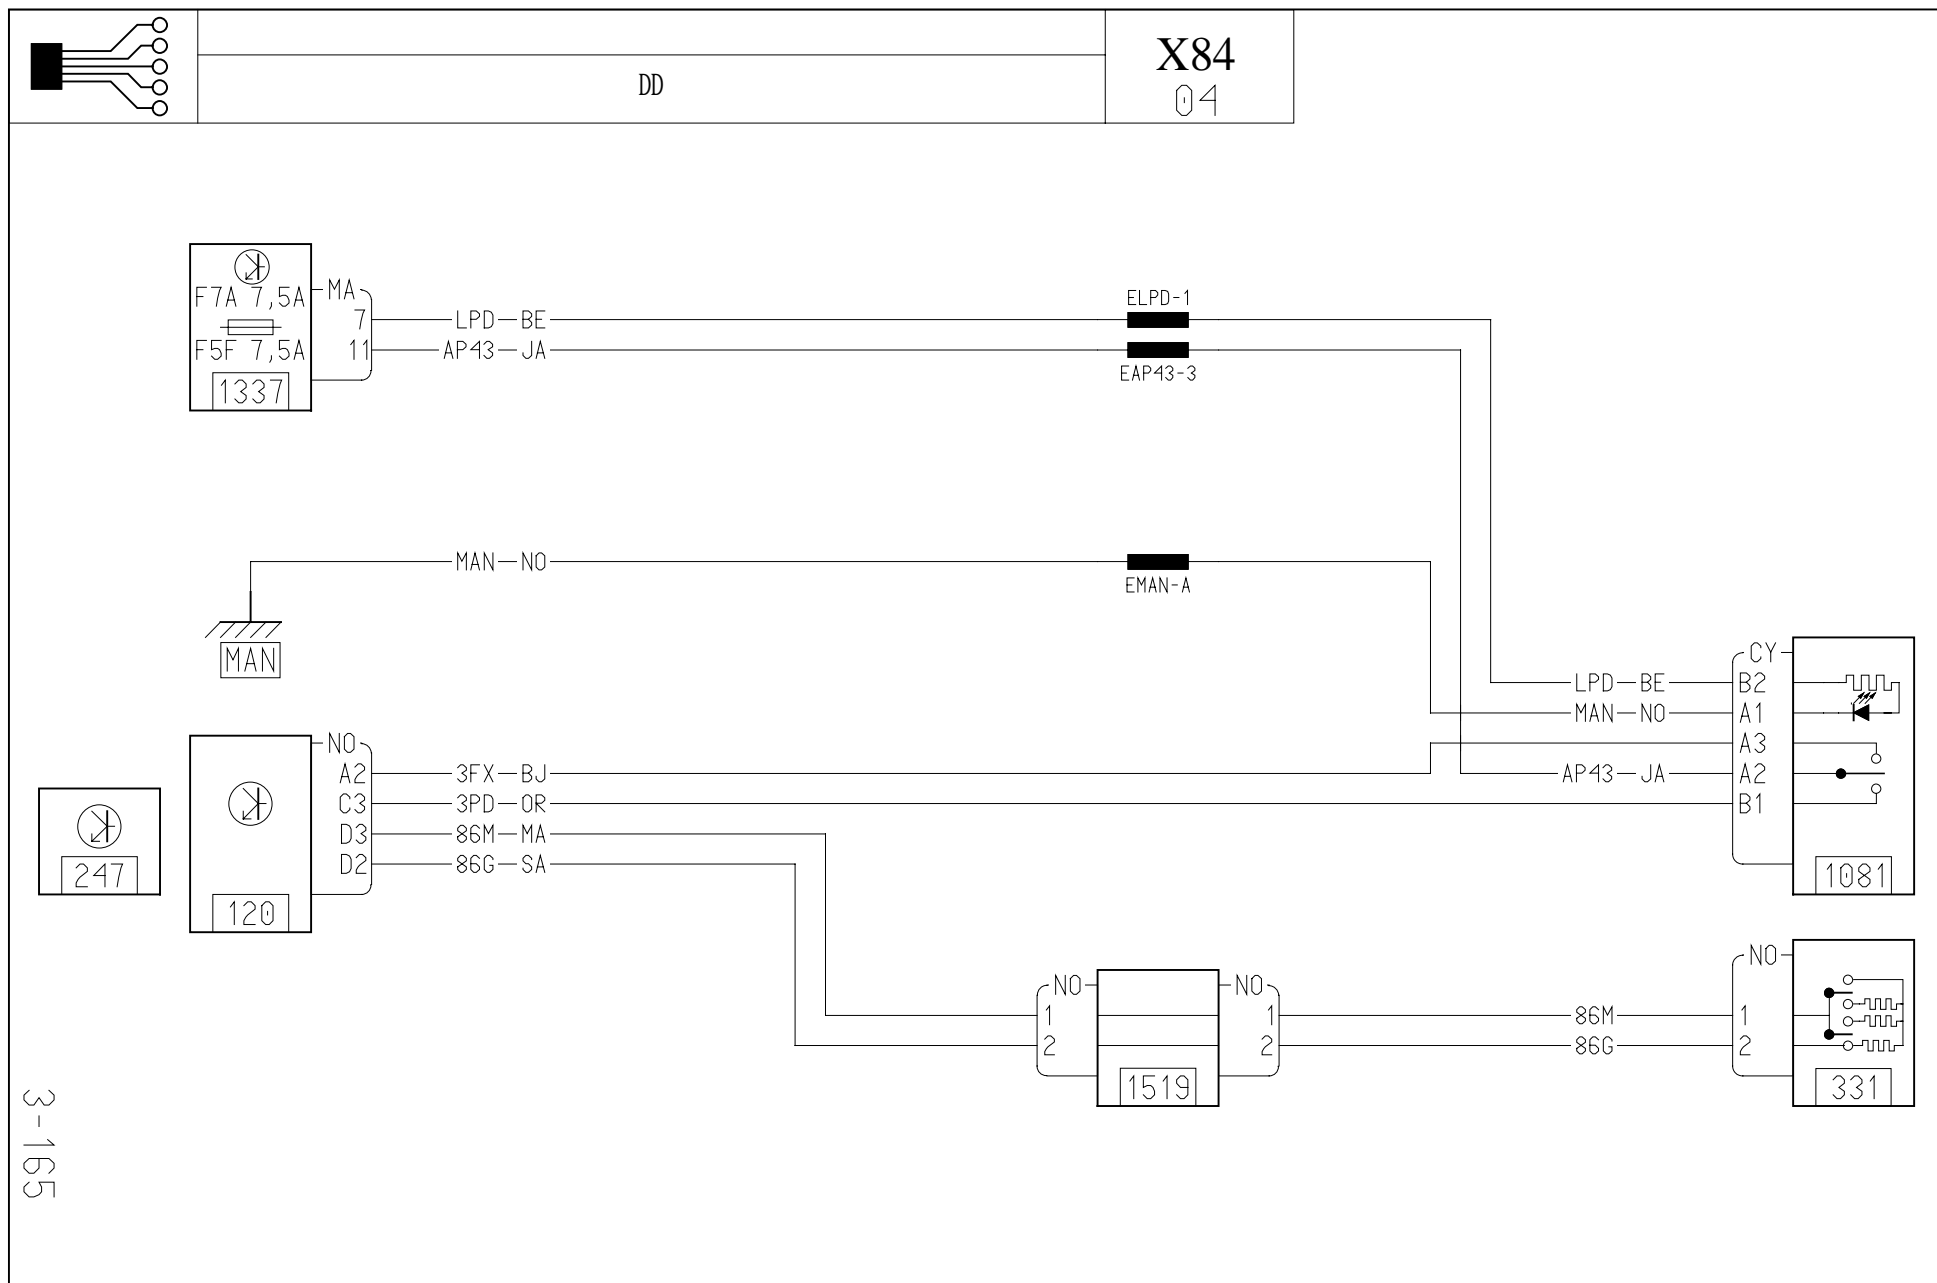 X84
DD
04
F7A 7,5A
F5F 7,5A
1337
MA
7
11
LPD BE
AP43 JA
ELPD-1
EAP43-3
MAN NO
EMAN-A
MAN
CY
LPD BE B2
MAN NO A1
A3
AP43 JA A2
B1
1081
NO
A2 3FX BJ
C3 3PD OR
D3 86M MA
D2 86G SA
247
120
NO
1
2
NO
1
2
1519
86M
86G
NO
1
2
331
3-165